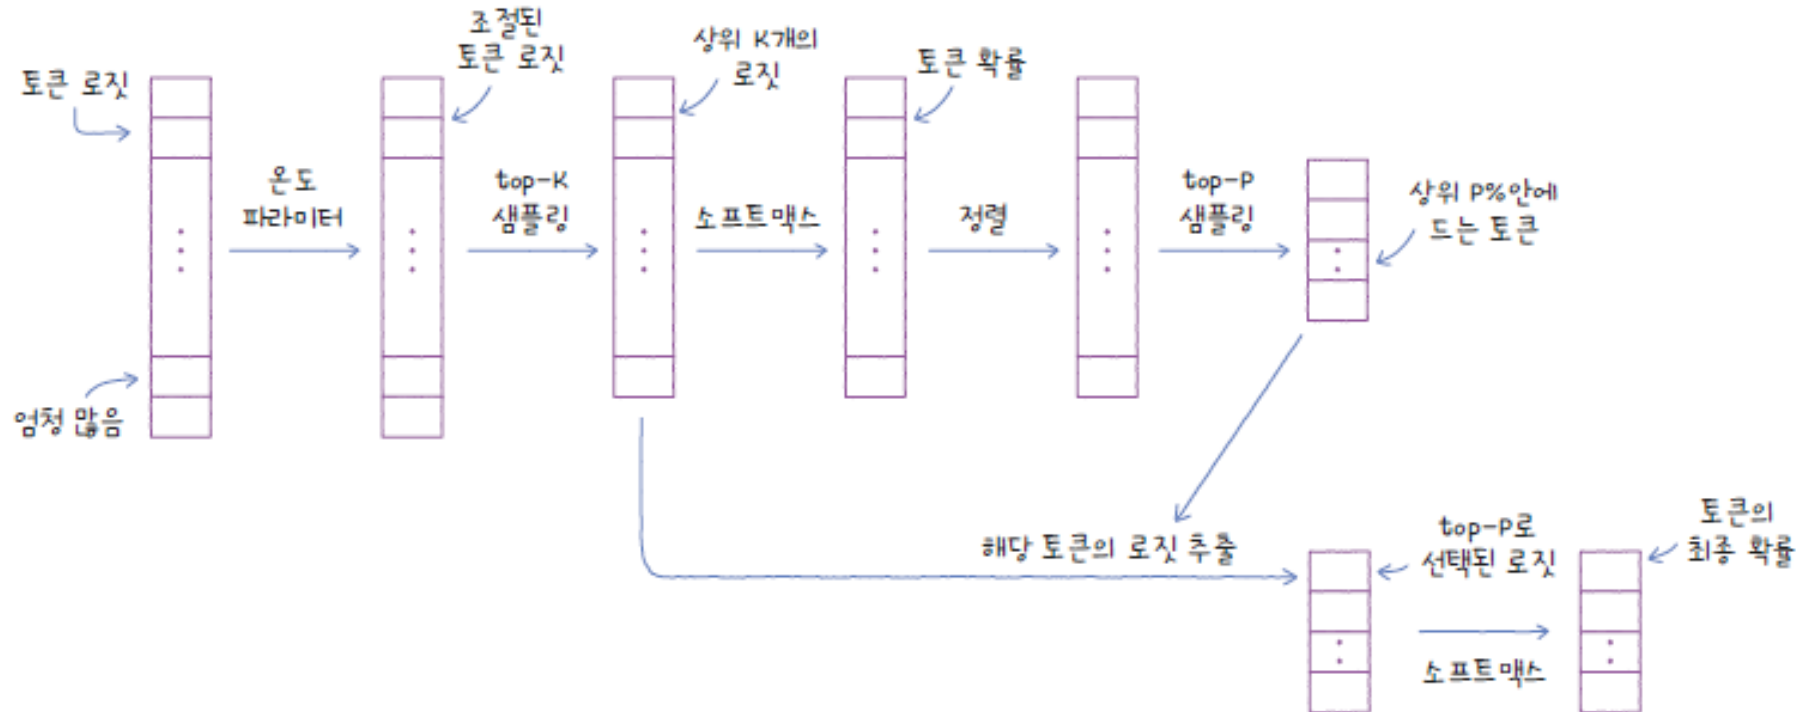 토큰 로짓
엄청 많음
온도
파라미터
조절된
토큰 로짓
top-K
샘플링
상위 K개의
로짓
소프트맥스
토큰 확률
정렬
top-P
샘플링
상위 P%안에
드는 토큰
해당 토큰의 로짓 추출
top-P로
선택된 로짓
소프트맥스
토큰의
최종 확률